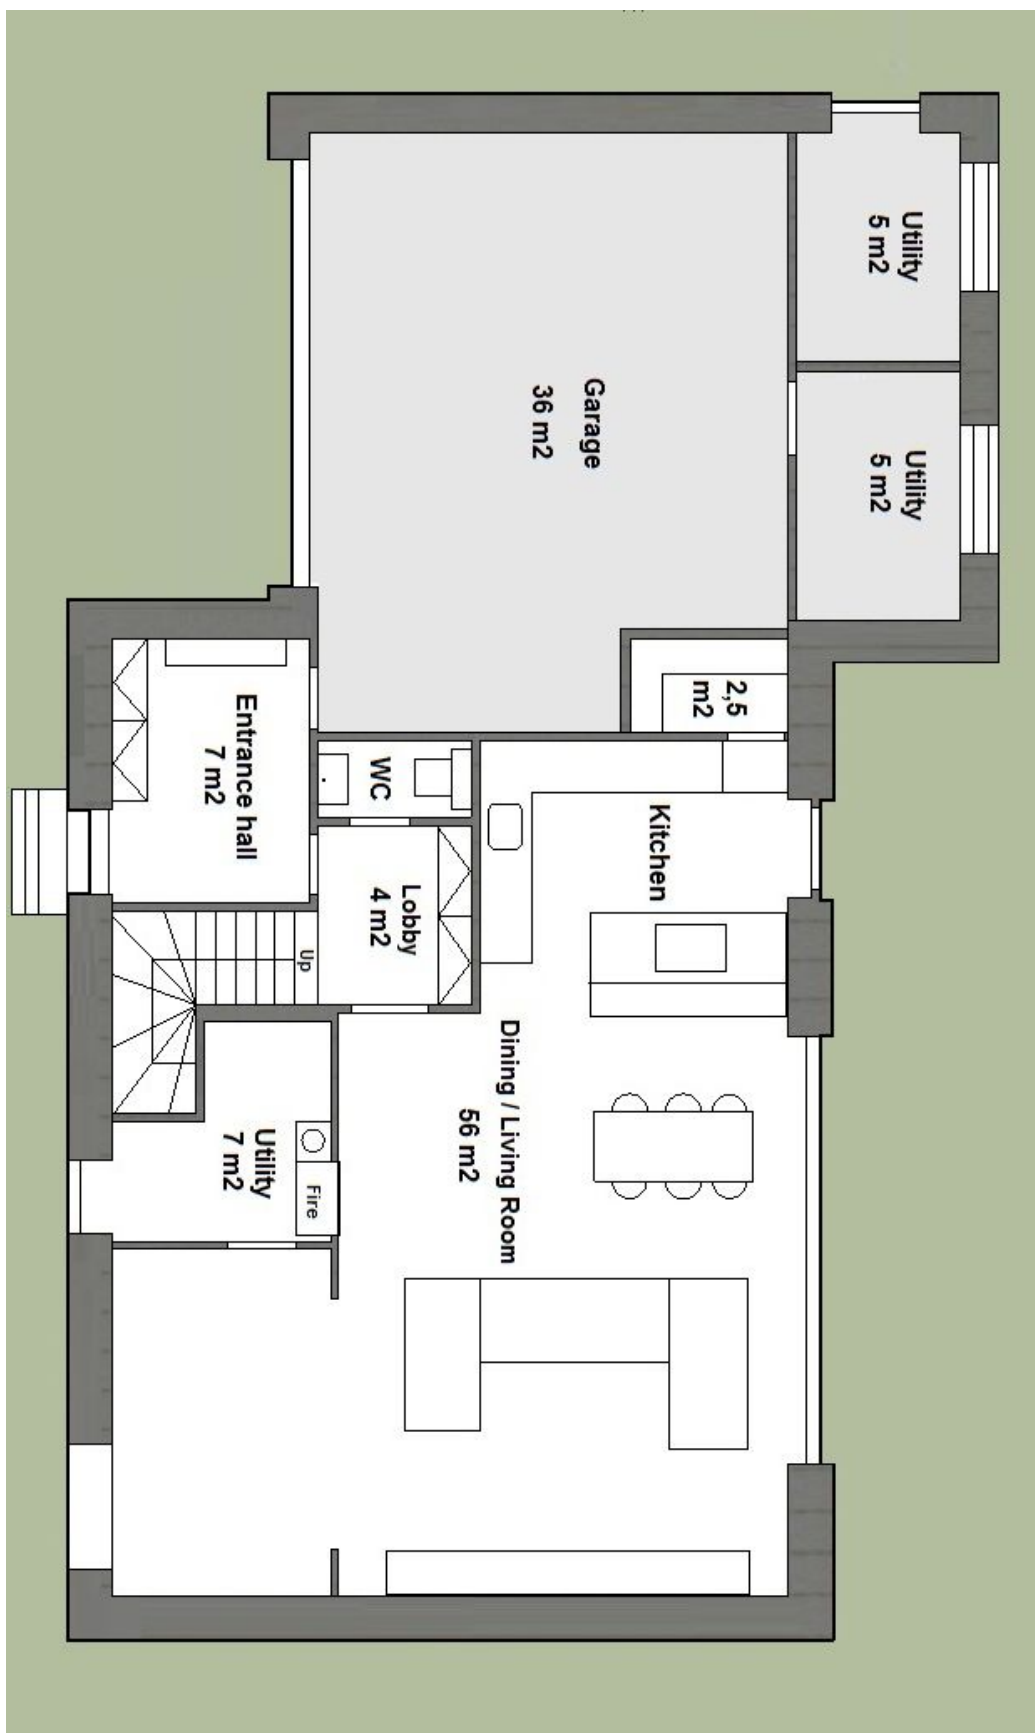 Utility
5 m2
Utility
5 m2
Garage
36 m2
2,5
m2
Entrance hall
7 m2
WC
Kitchen
Lobby
4 m2
Up
Dining / Living Room
56 m2
Utility
7 m2
Fire